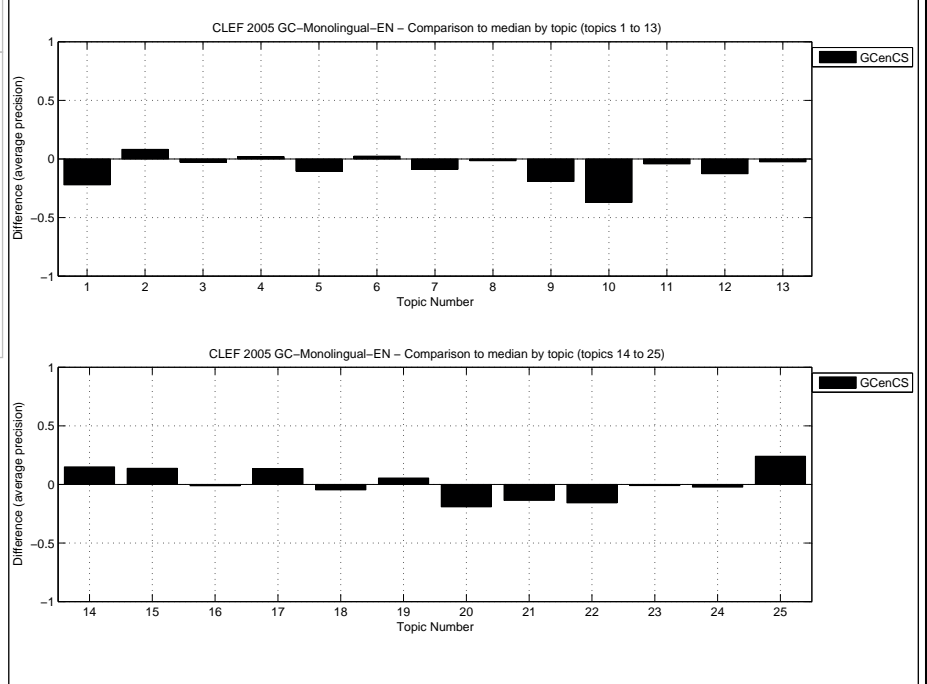 CLEF 2005 GC−Monolingual−EN − Comparison to median by topic (topics 1 to 13)
GCenCS
Difference (average precision)
1
0.5
0
−0.5
−1
1 2 3 4 5 6 7 8 9 10 11 12 13
Topic Number
CLEF 2005 GC−Monolingual−EN − Comparison to median by topic (topics 14 to 25)
GCenCS
Difference (average precision)
1
0.5
0
−0.5
−1
14 15 16 17 18 19 20 21 22 23 24 25
Topic Number